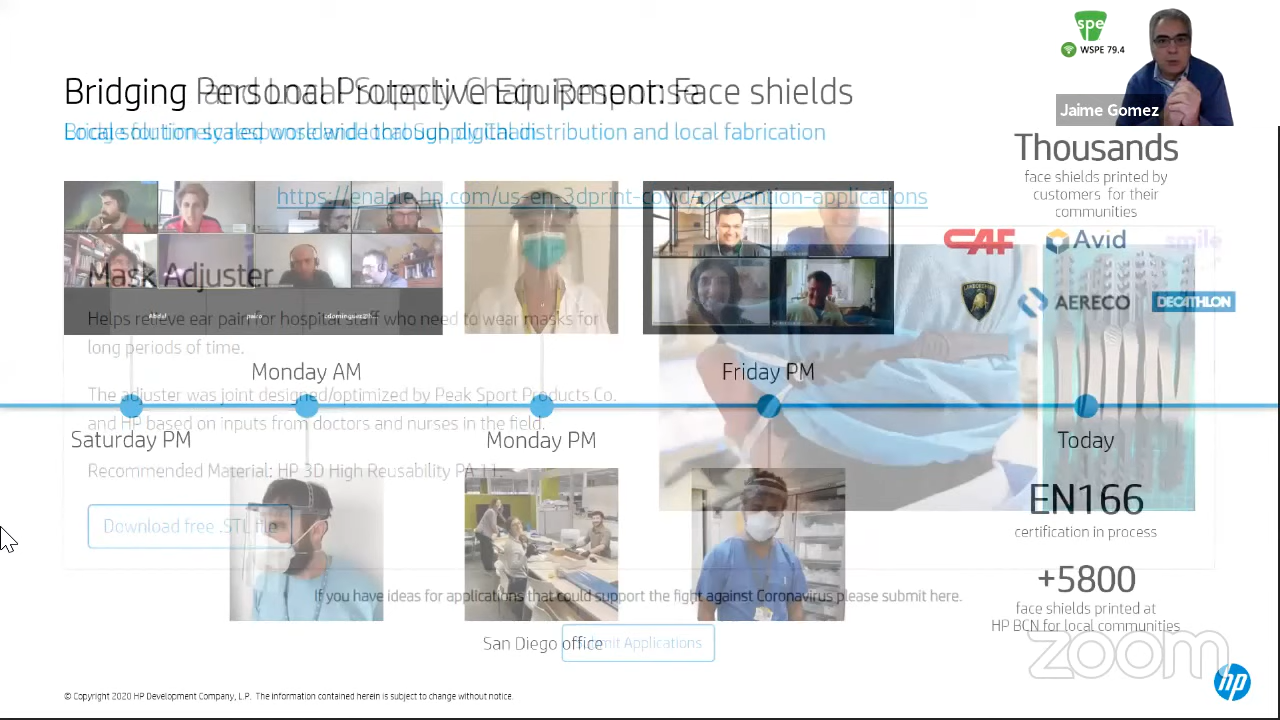 spe
WSPE 79.4
Jaime Gomez
Bridging Personal Protective Equipment: Face shields
and Local Supply Chain Response
Local solution scaled worldwide through digital distribution and local fabrication
https://enable.hp.com/us-en-3dprint-covid-prevention-applications
Thousands
face shields printed by
customers for their
communities
CAF
Avid
smile
LAMBORGHINI
AERECO
DECATHLON
Mask Adjuster
Helps relieve ear pain for hospital staff who need to wear masks for
long periods of time.
Monday AM
Friday PM
The adjuster was joint designed/optimized by Peak Sport Products Co.
and HP based on inputs from doctors and nurses in the field.
Saturday PM
Monday PM
Today
Recommended Material: HP 3D High Reusability PA 11.
Download free .STL file
EN166
certification in process
+5800
face shields printed at
HP BCN for local communities
If you have ideas for applications that could support the fight against Coronavirus please submit here.
San Diego office
Submit Applications
zoom
hp
© Copyright 2020 HP Development Company, L.P. The information contained herein is subject to change without notice.